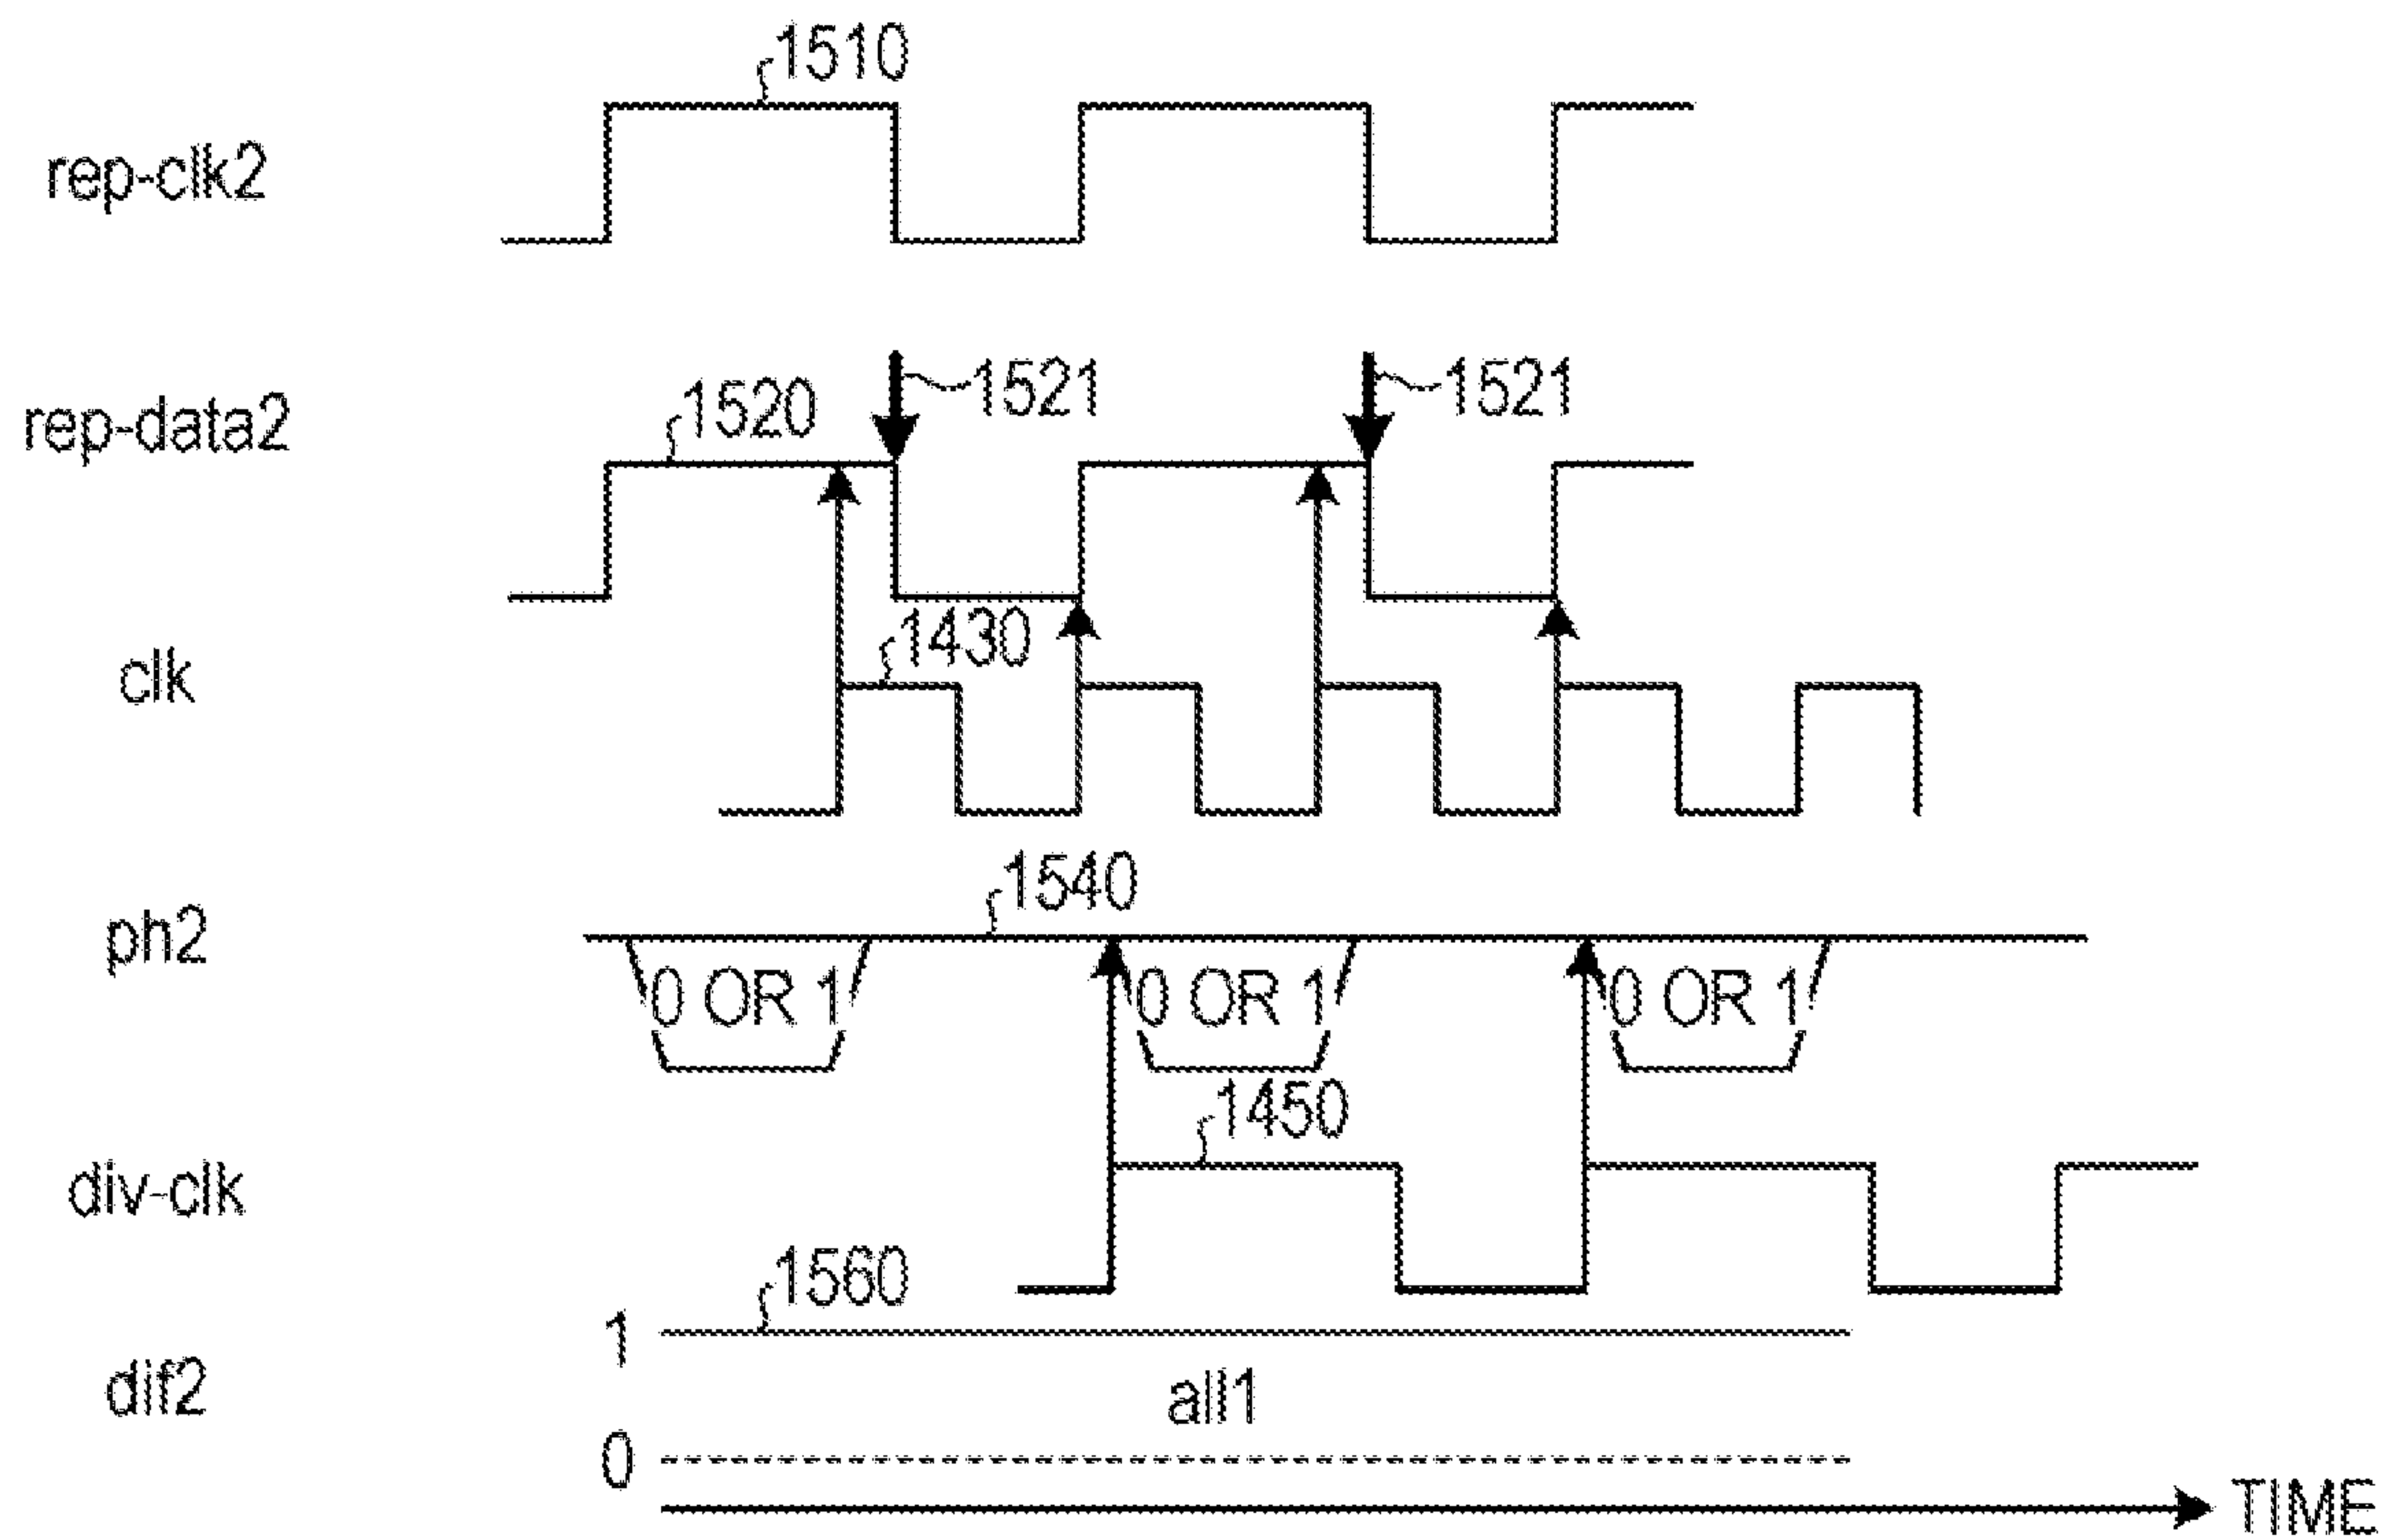 1510
rep-clk2
1521
1521
1520
rep-data2
1430
clk
1540
ph2
0 OR 1
0 OR 1
0 OR 1
1450
div-clk
1560
1
dif2
all1
0
TIME